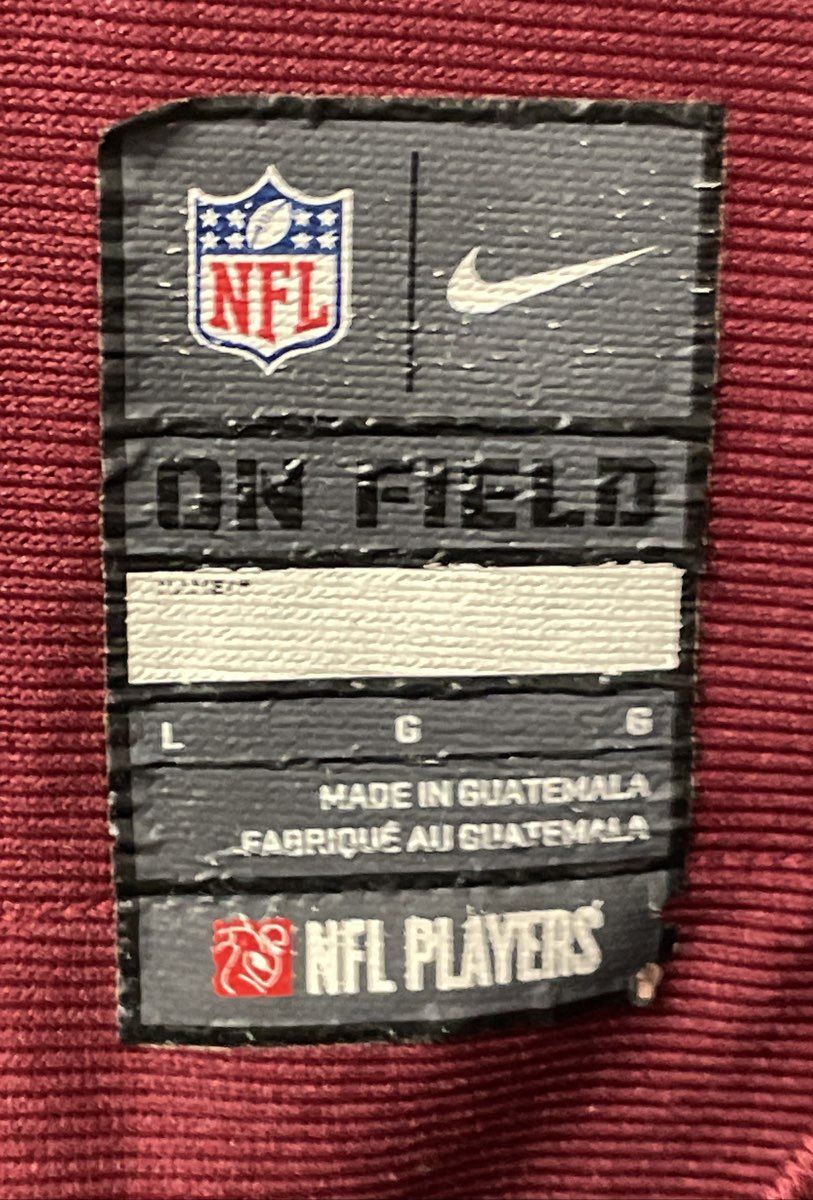 NFL
ON FIELD
L G G
MADE IN GUATEMALA
FABRIQUÉ AU GUATEMALA
NFL PLAYERS